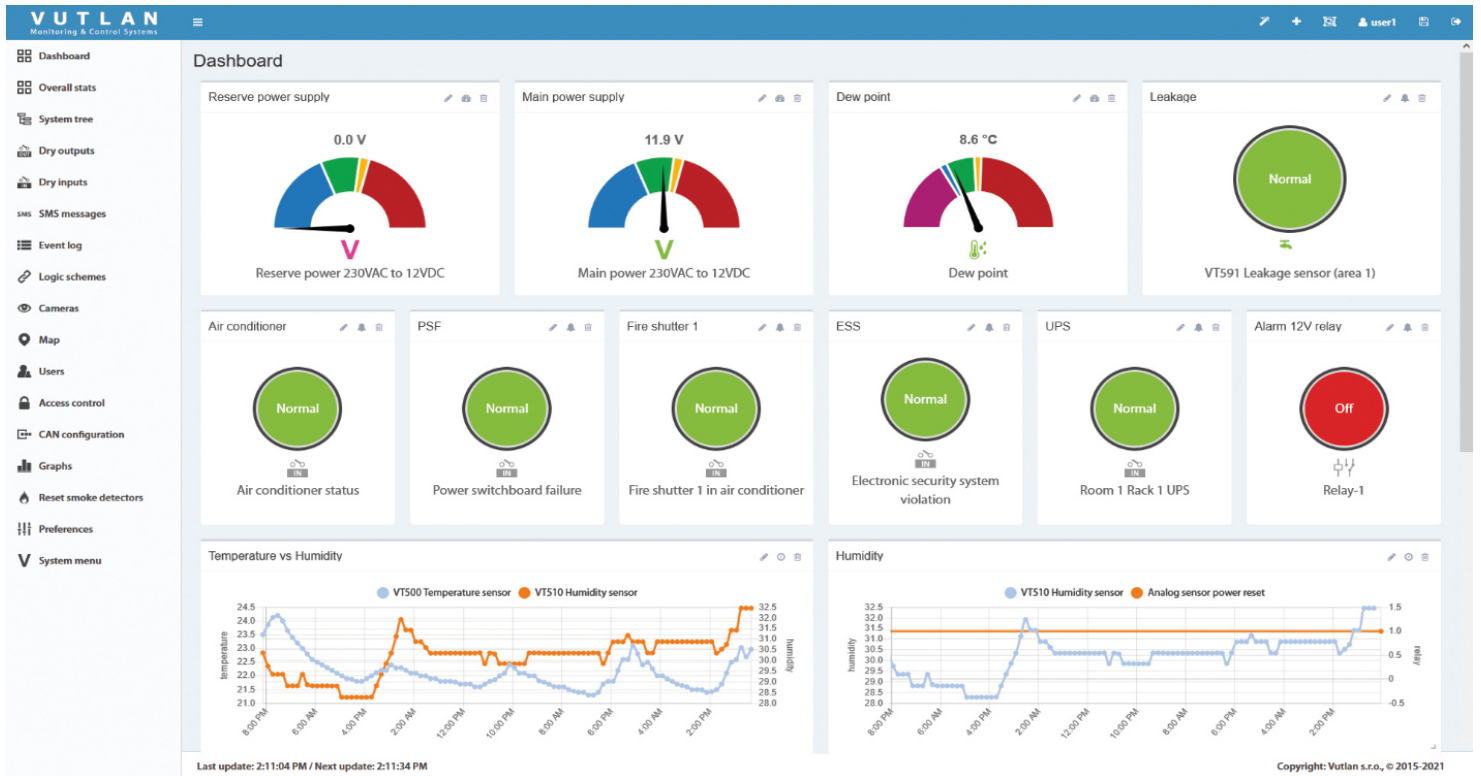 VUTLAN
Monitoring & Control Systems
user1
Dashboard
Overall stats
System tree
OUT Dry outputs
IN Dry inputs
SMS SMS messages
Event log
Logic schemes
Cameras
Map
Users
Access control
CAN configuration
Graphs
Reset smoke detectors
Preferences
V System menu
Dashboard
Reserve power supply
0.0 V
V
Reserve power 230VAC to 12VDC
Main power supply
11.9 V
V
Main power 230VAC to 12VDC
Dew point
8.6 °C
Dew point
Leakage
Normal
VT591 Leakage sensor (area 1)
Air conditioner
Normal
IN
Air conditioner status
PSF
Normal
IN
Power switchboard failure
Fire shutter 1
Normal
IN
Fire shutter 1 in air conditioner
ESS
Normal
IN
Electronic security system
violation
UPS
Normal
IN
Room 1 Rack 1 UPS
Alarm 12V relay
Off
Relay-1
Temperature vs Humidity
VT500 Temperature sensor VT510 Humidity sensor
24.5
24.0
23.5
23.0
22.5
22.0
21.5
21.0
temperature
32.5
32.0
31.5
31.0
30.5
30.0
29.5
29.0
28.5
28.0
humidity
8:00 PM 6:00 AM 4:00 PM 2:00 AM 12:00 PM 10:00 PM 8:00 AM 6:00 PM 4:00 AM 2:00 PM
Humidity
VT510 Humidity sensor Analog sensor power reset
32.5
32.0
31.5
31.0
30.5
30.0
29.5
29.0
28.5
28.0
humidity
1.5
1.0
0.5
0
-0.5
relay
8:00 PM 6:00 AM 4:00 PM 2:00 AM 12:00 PM 10:00 PM 8:00 AM 6:00 PM 4:00 AM 2:00 PM
Last update: 2:11:04 PM / Next update: 2:11:34 PM
Copyright: Vutlan s.r.o., © 2015-2021